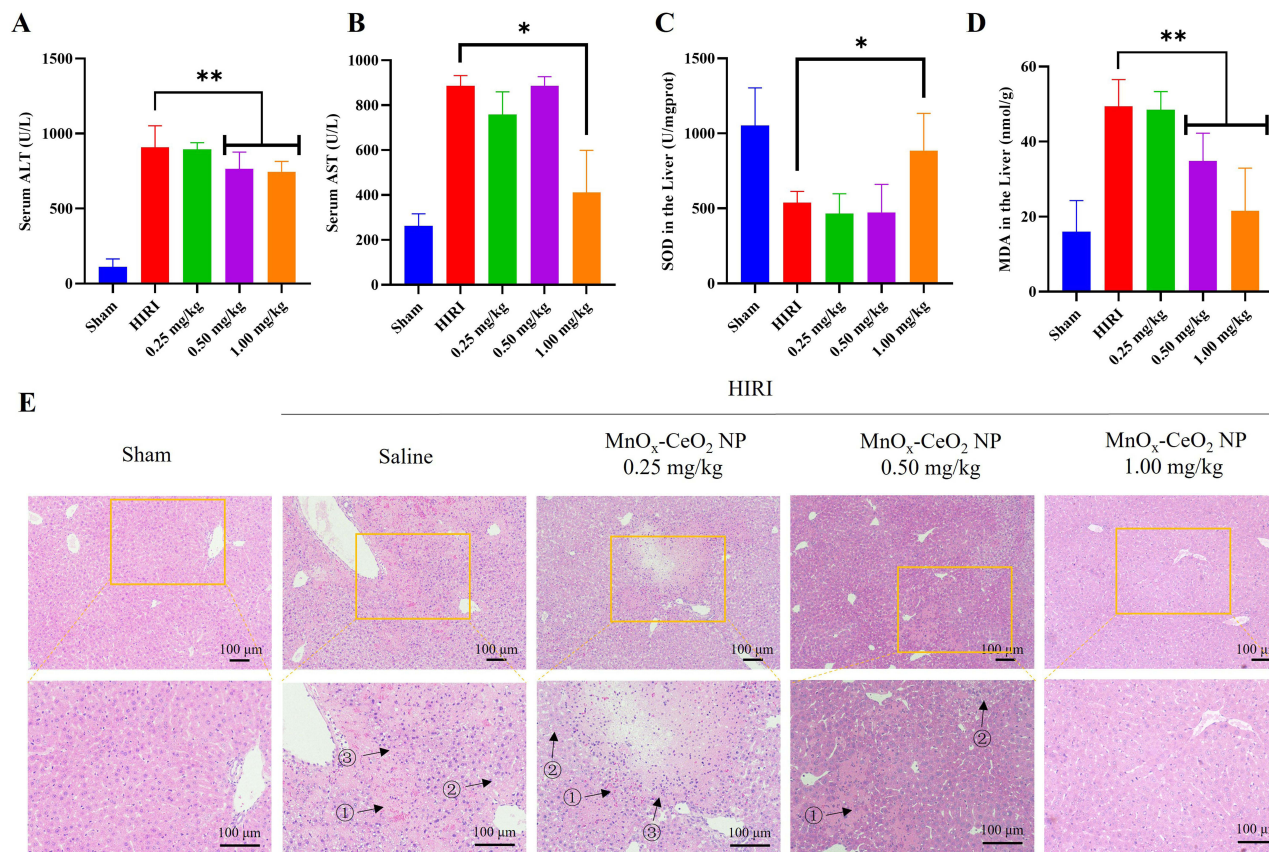 A
Serum ALT (U/L)
1500
1000
500
0
**
Sham
HIRI
0.25 mg/kg
0.50 mg/kg
1.00 mg/kg
B
Serum AST (U/L)
1000
800
600
400
200
0
*
Sham
HIRI
0.25 mg/kg
0.50 mg/kg
1.00 mg/kg
C
SOD in the Liver (U/mgprot)
1500
1000
500
0
*
Sham
HIRI
0.25 mg/kg
0.50 mg/kg
1.00 mg/kg
D
MDA in the Liver (nmol/g)
60
40
20
0
**
Sham
HIRI
0.25 mg/kg
0.50 mg/kg
1.00 mg/kg
E
HIRI
Sham
Saline
MnOₓ-CeO₂ NP
0.25 mg/kg
MnOₓ-CeO₂ NP
0.50 mg/kg
MnOₓ-CeO₂ NP
1.00 mg/kg
100 μm
100 μm
100 μm
100 μm
100 μm
100 μm
③
②
①
100 μm
②
①
③
100 μm
②
①
100 μm
100 μm